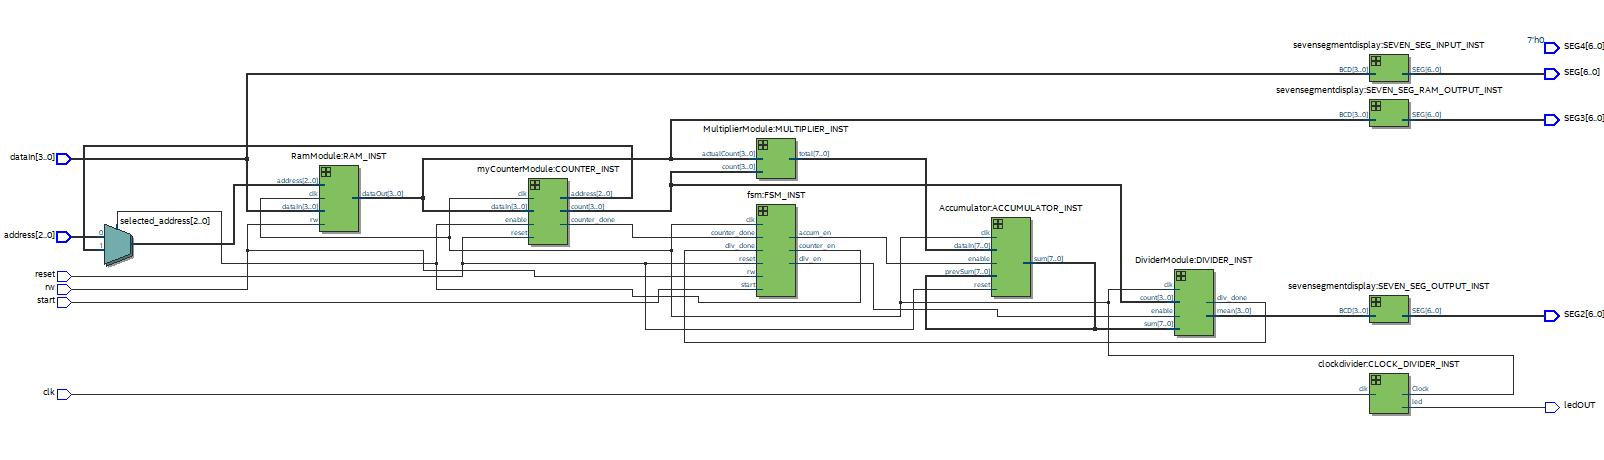 7'h0
SEG4[6..0]
sevensegmentdisplay:SEVEN_SEG_INPUT_INST
BCD[3..0]
SEG[6..0]
SEG[6..0]
sevensegmentdisplay:SEVEN_SEG_RAM_OUTPUT_INST
BCD[3..0]
SEG[6..0]
SEG3[6..0]
MultiplierModule:MULTIPLIER_INST
actualCount[3..0]
count[3..0]
total[7..0]
dataIn[3..0]
RamModule:RAM_INST
address[2..0]
clk
dataIn[3..0]
rw
dataOut[3..0]
myCounterModule:COUNTER_INST
clk
dataIn[3..0]
enable
reset
address[2..0]
count[3..0]
counter_done
fsm:FSM_INST
clk
counter_done
div_done
reset
rw
start
accum_en
counter_en
div_en
Accumulator:ACCUMULATOR_INST
clk
dataIn[7..0]
enable
prevSum[7..0]
reset
sum[7..0]
selected_address[2..0]
0
1
address[2..0]
reset
rw
start
DividerModule:DIVIDER_INST
clk
count[3..0]
enable
sum[7..0]
div_done
mean[3..0]
sevensegmentdisplay:SEVEN_SEG_OUTPUT_INST
BCD[3..0]
SEG[6..0]
SEG2[6..0]
clockdivider:CLOCK_DIVIDER_INST
clk
clk
Clock
led
ledOUT